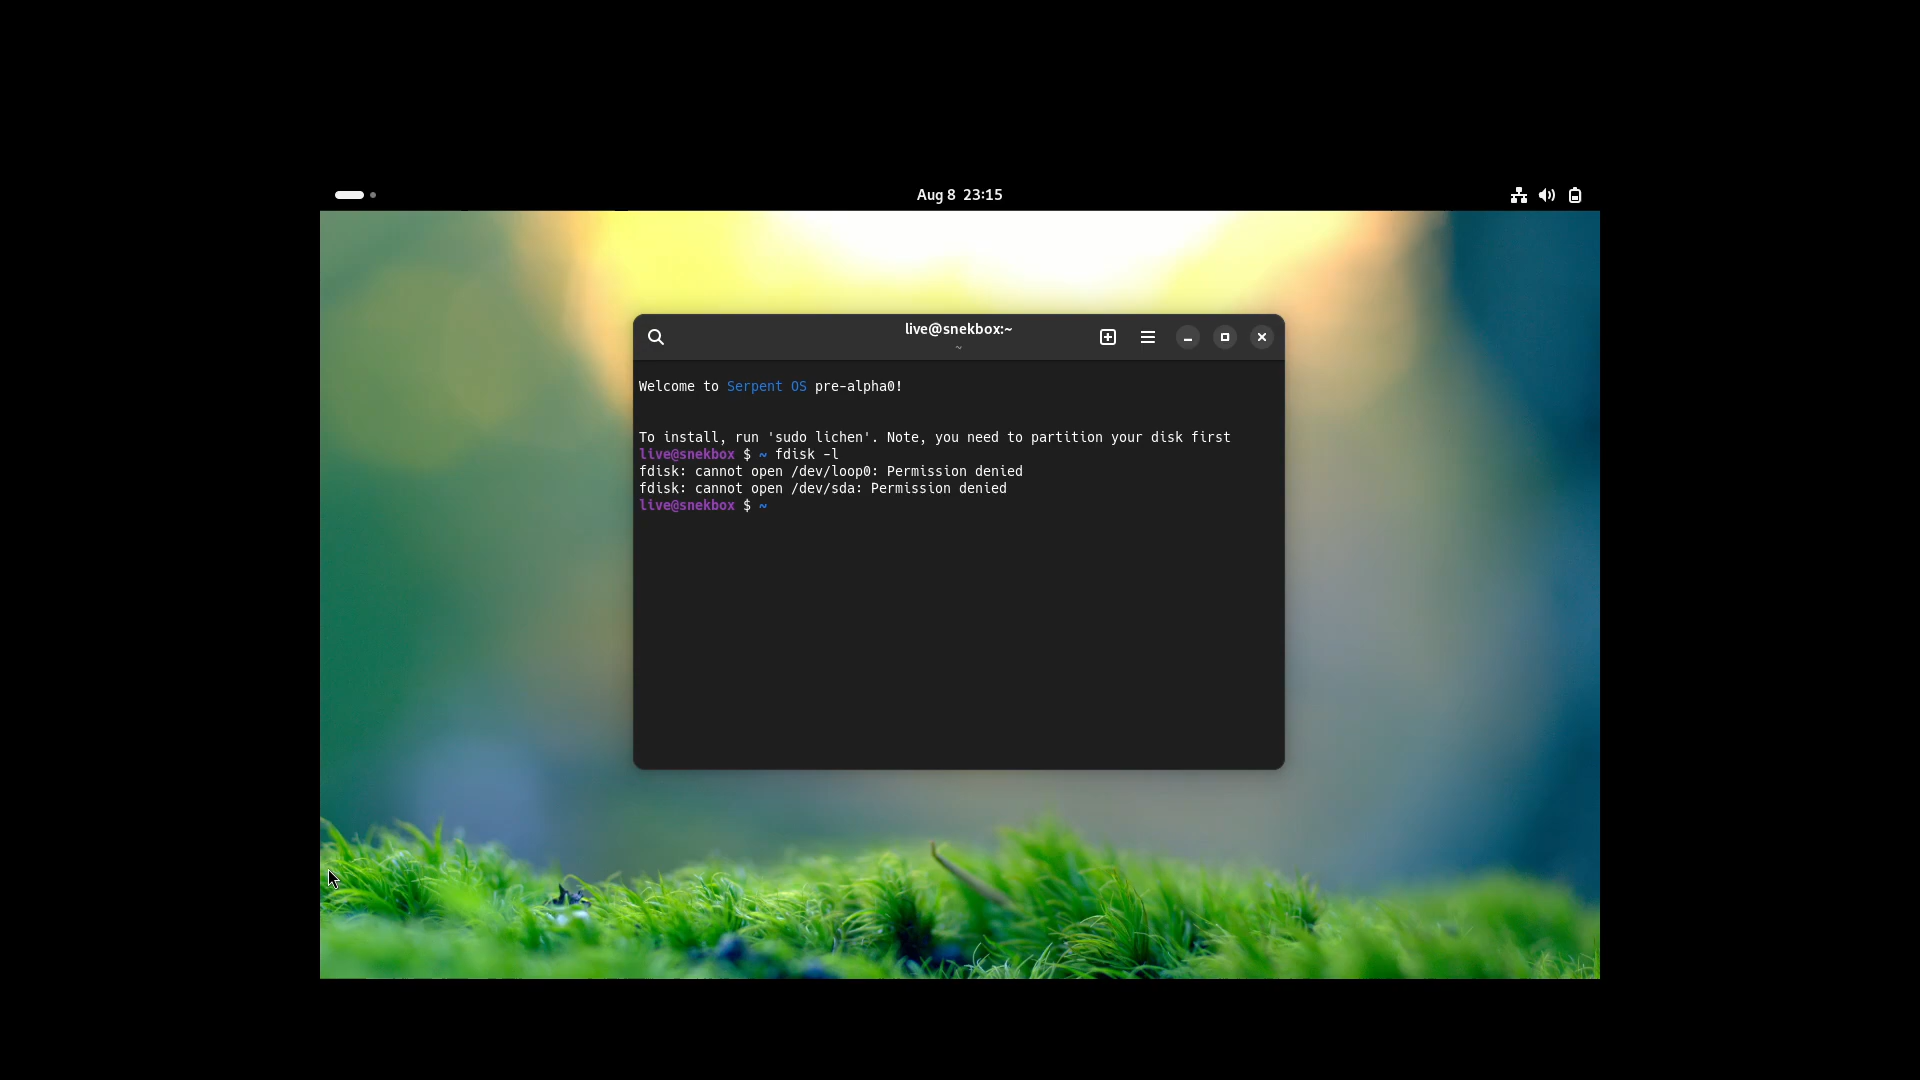 Aug 8 23:15
live@snekbox:~
~
Welcome to Serpent OS pre-alpha0!
To install, run 'sudo lichen'. Note, you need to partition your disk first
live@snekbox $ ~ fdisk -l
fdisk: cannot open /dev/loop0: Permission denied
fdisk: cannot open /dev/sda: Permission denied
live@snekbox $ ~